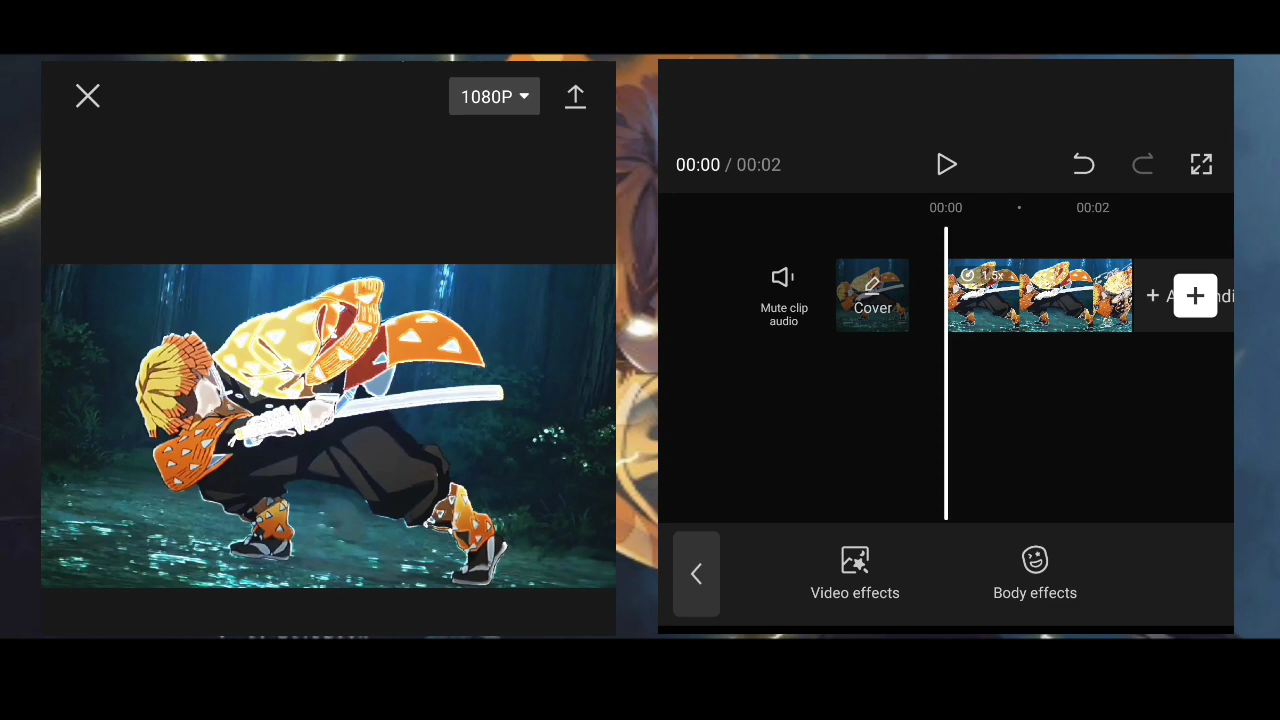 1080P
00:00 / 00:02
00:00
00:02
Mute clip
audio
Cover
1.5x
+ A
ndi
Video effects
Body effects